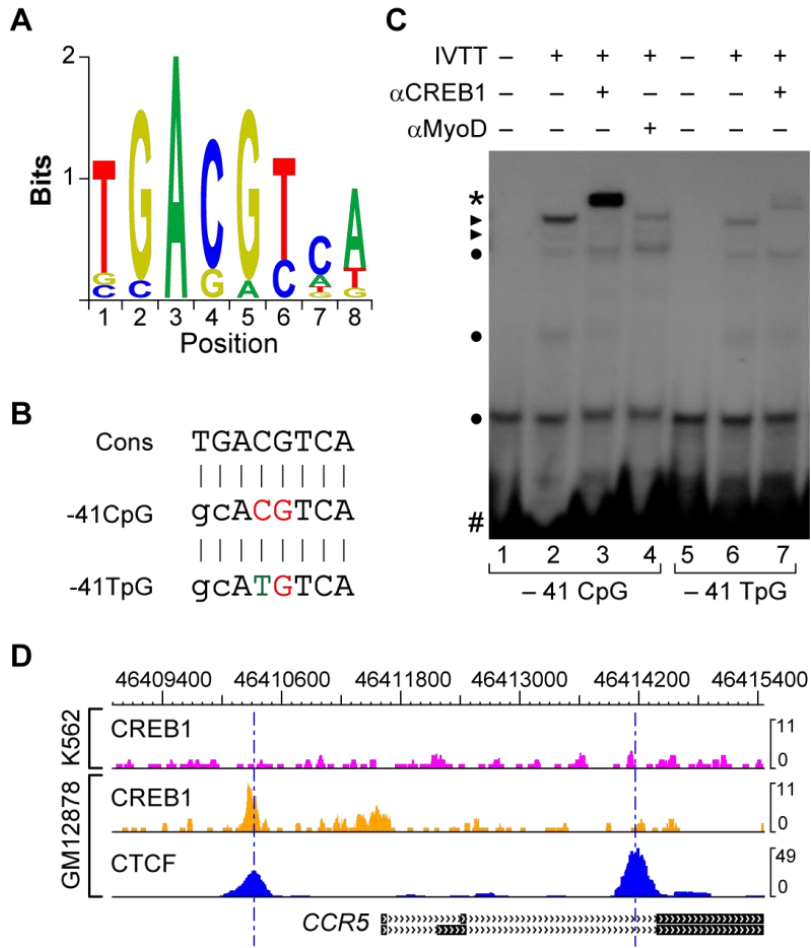 A
Bits
2
1
T G A C G T C A
G C C G A C A T G T G
1 2 3 4 5 6 7 8
Position
B
Cons TGACGTCA
-41CpG gcACGTCA
-41TpG gcATGTCA
C
IVTT – + + + – + +
αCREB1 – – + – – – +
αMyoD – – – + – – –
*
#
1 2 3 4 5 6 7
– 41 CpG – 41 TpG
D
46409400 46410600 46411800 46413000 46414200 46415400
K562
CREB1 11 0
GM12878
CREB1 11 0
CTCF 49 0
CCR5